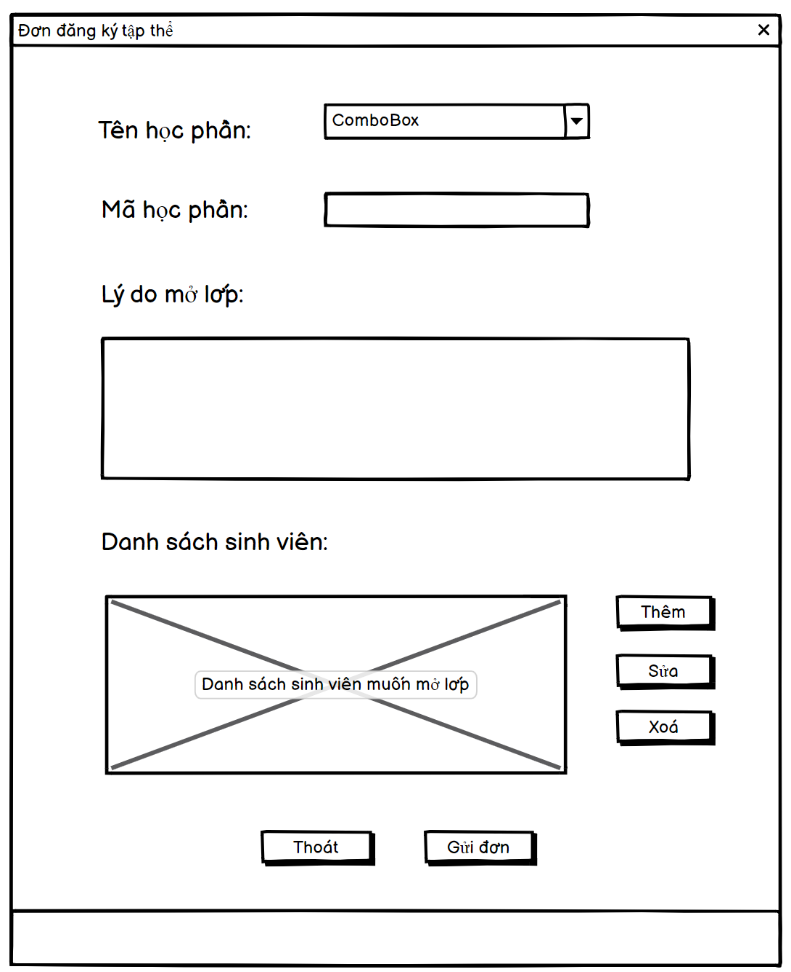 Đơn đăng ký tập thể
Tên học phần:
ComboBox
Mã học phần:
Lý do mở lớp:
Danh sách sinh viên:
Thêm
Danh sách sinh viên muốn mở lớp
Sửa
Xoá
Thoát
Gửi đơn